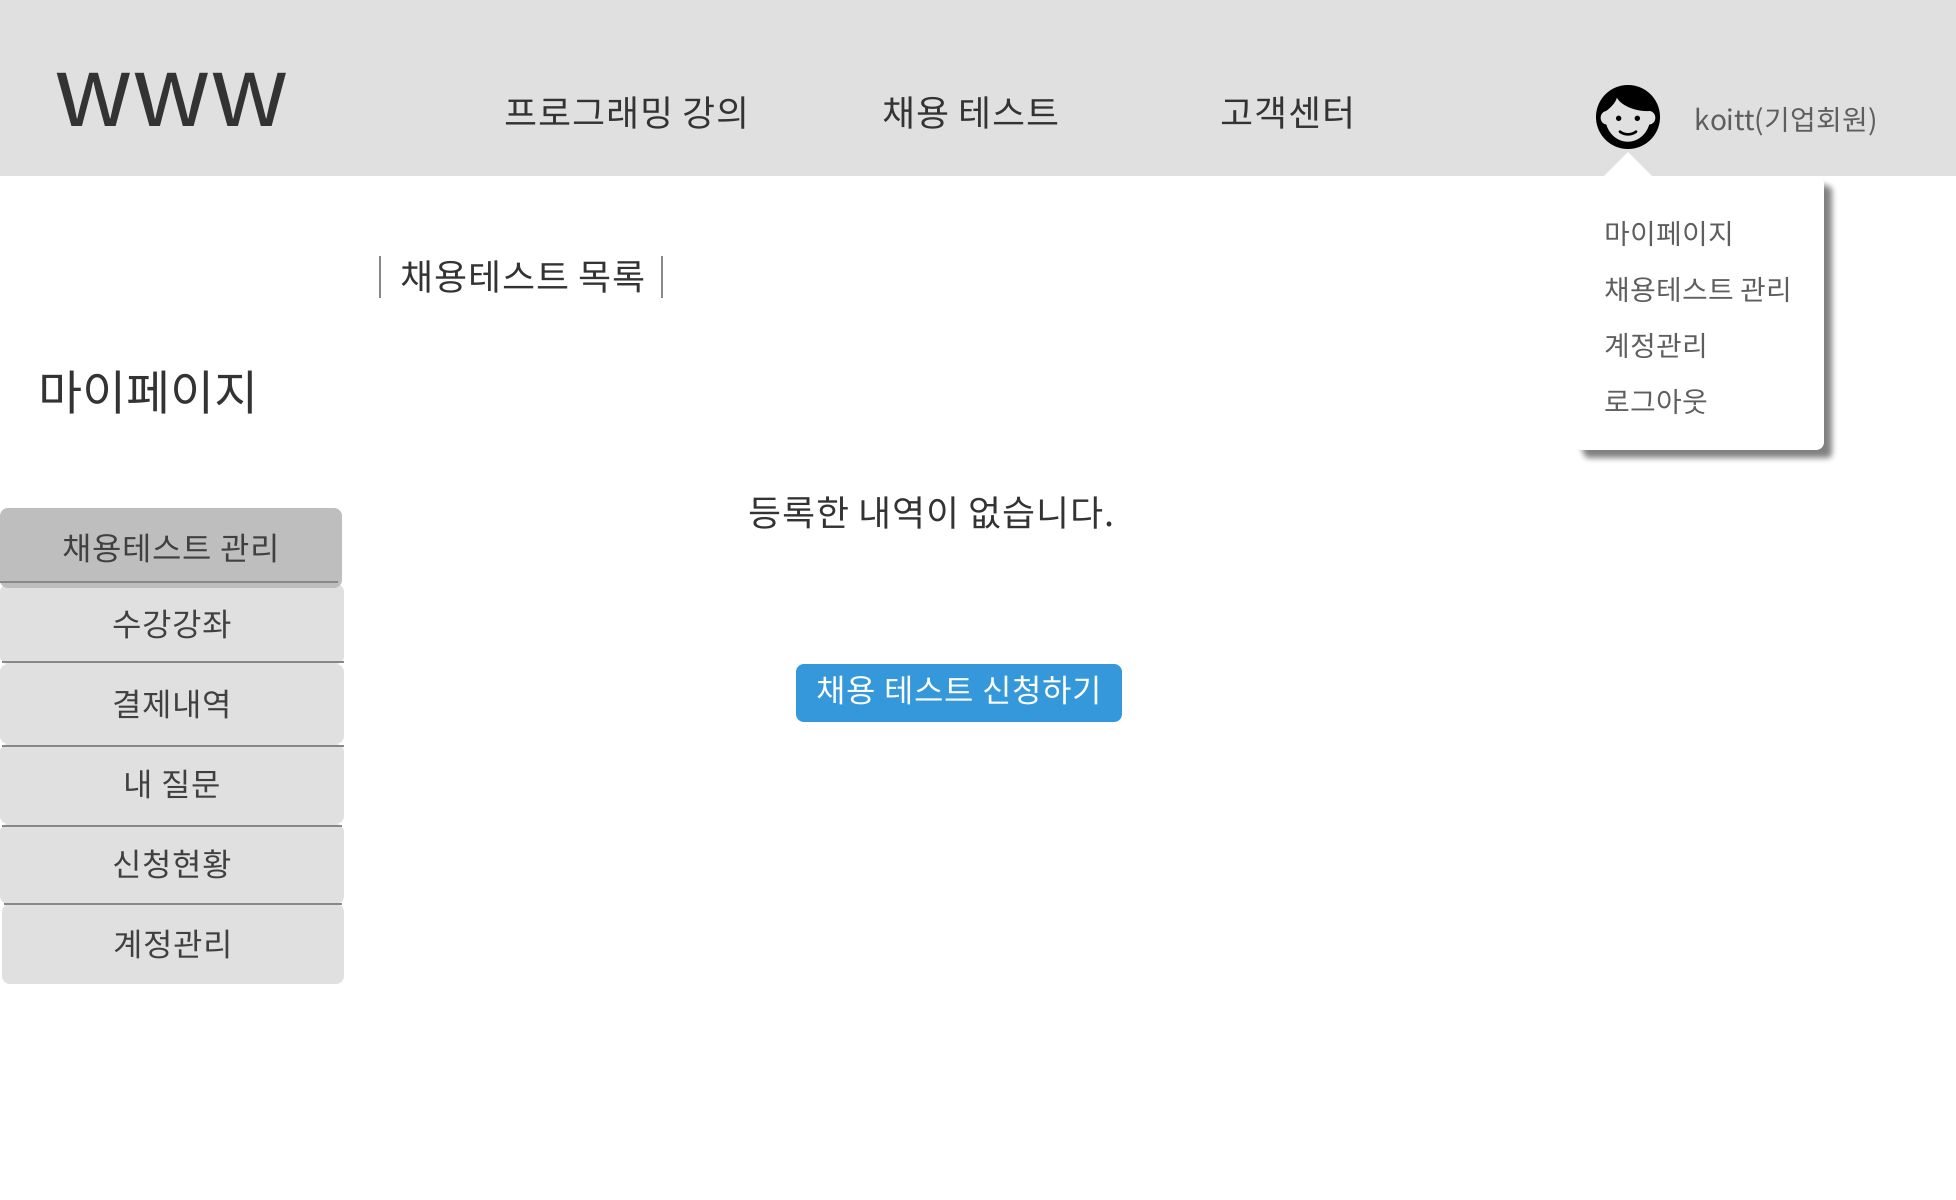 WWW
프로그래밍 강의
채용 테스트
고객센터
koitt(기업회원)
마이페이지
채용테스트 관리
계정관리
로그아웃
채용테스트 목록
마이페이지
등록한 내역이 없습니다.
채용 테스트 신청하기
채용테스트 관리
수강강좌
결제내역
내 질문
신청현황
계정관리